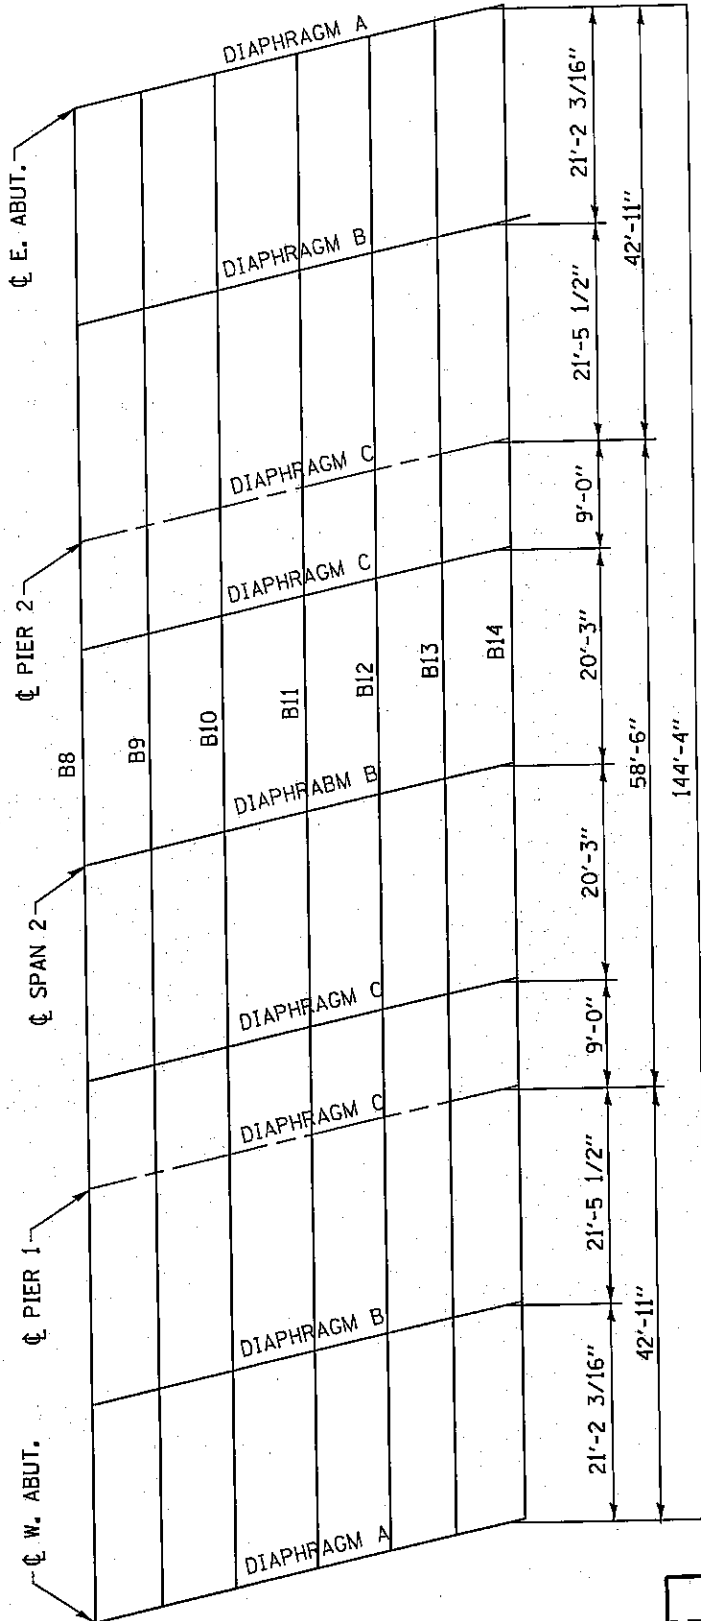 DIAPHRAGM A
℄ E. ABUT.
21'-2 3/16"
42'-11"
DIAPHRAGM B
21'-5 1/2"
DIAPHRAGM C
℄ PIER 2
9'-0"
DIAPHRAGM C
B8
B9
B10
B11
B12
B13
B14
20'-3"
58'-6"
144'-4"
DIAPHRABM B
℄ SPAN 2
20'-3"
DIAPHRAGM C
9'-0"
DIAPHRAGM C
℄ PIER 1
21'-5 1/2"
DIAPHRAGM B
42'-11"
21'-2 3/16"
℄ W. ABUT.
DIAPHRAGM A